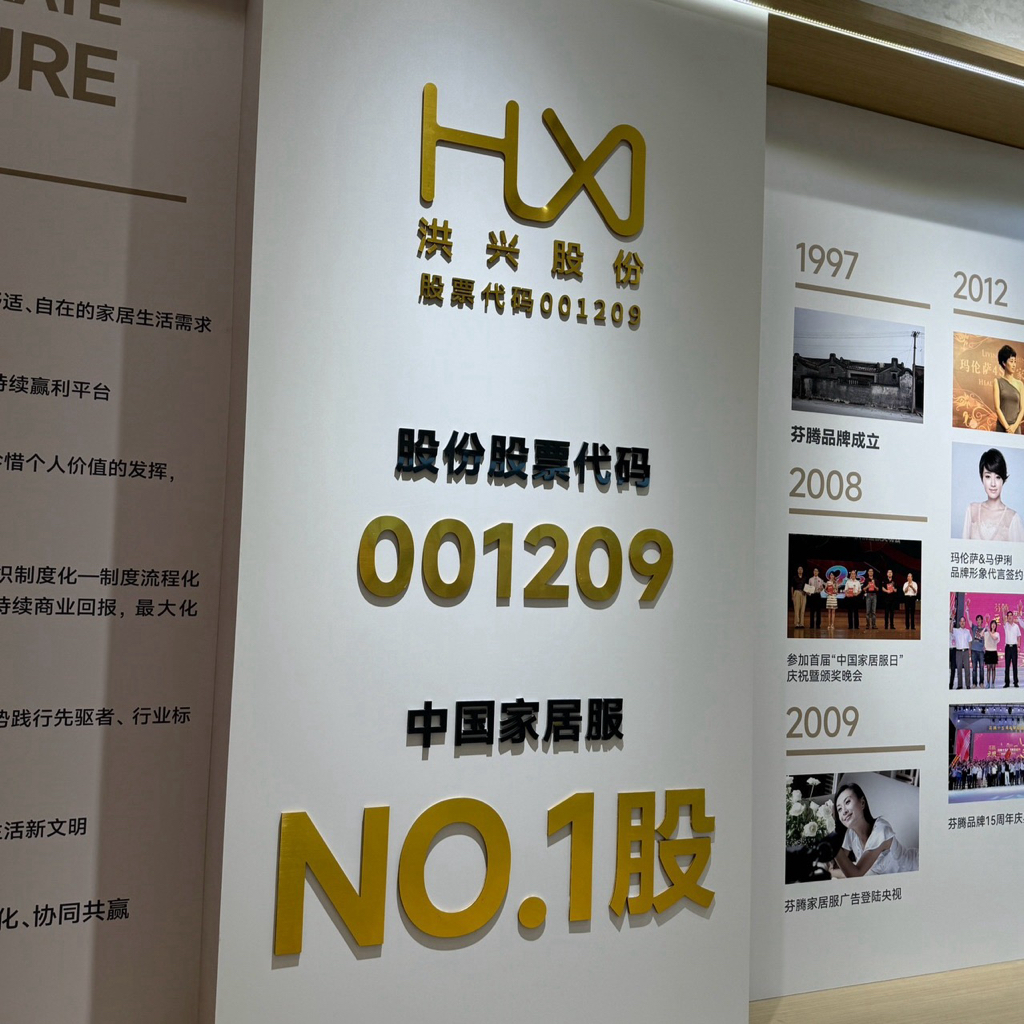 URE
适、自在的家居生活需求
持续赢利平台
惜个人价值的发挥，
识制度化—制度流程化
持续商业回报，最大化
践行先驱者、行业标
生活新文明
化、协同共赢
HX
洪兴股份
股票代码001209
股份股票代码
001209
中国家居服
NO.1股
1997
芬腾品牌成立
2008
参加首届“中国家居服日”
庆祝暨颁奖晚会
2009
芬腾家居服广告登陆央视
2012
玛伦萨
玛伦萨&马伊琍
品牌形象代言签约
芬腾品牌15周年庆